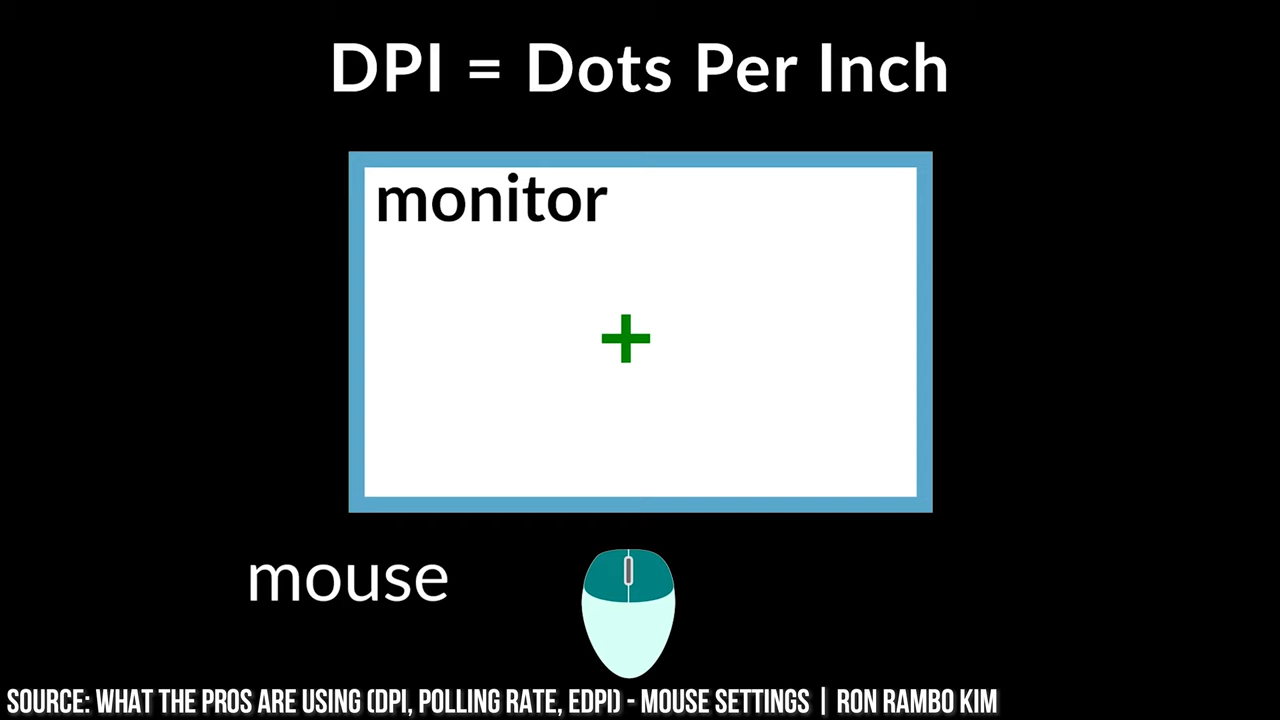 DPI = Dots Per Inch
monitor
mouse
SOURCE: WHAT THE PROS ARE USING (DPI, POLLING RATE, EDPI) - MOUSE SETTINGS | RON RAMBO KIM